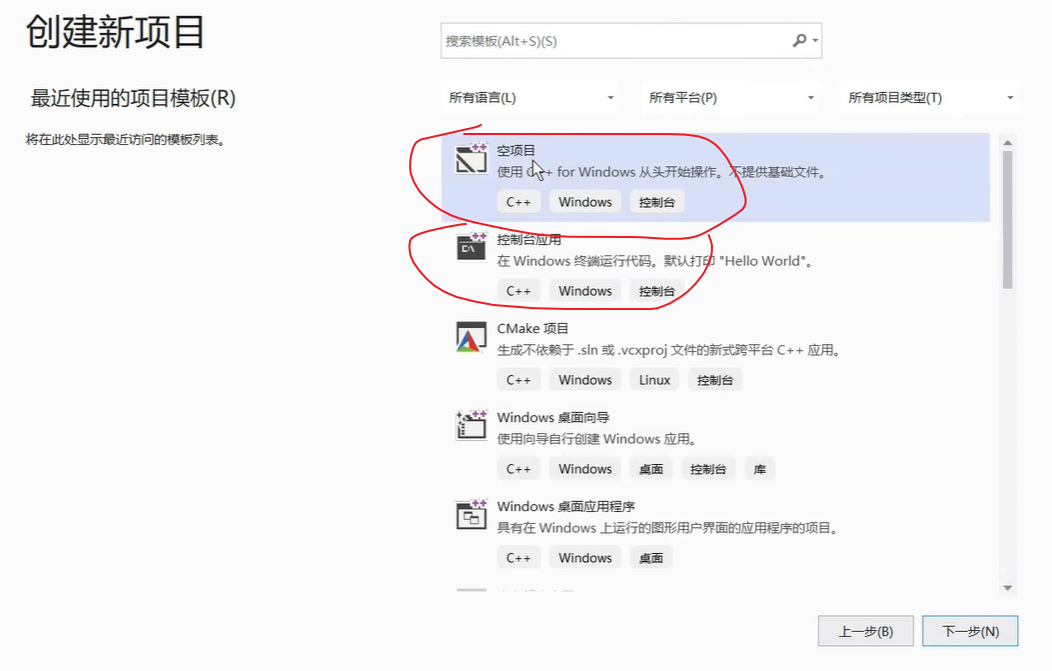 创建新项目
搜索模板(Alt+S)(S)
最近使用的项目模板(R)
所有语言(L) 所有平台(P) 所有项目类型(T)
将在此处显示最近访问的模板列表。
空项目
使用 C++ for Windows 从头开始操作。不提供基础文件。
C++ Windows 控制台
控制台应用
在 Windows 终端运行代码。默认打印 "Hello World"。
C++ Windows 控制台
CMake 项目
生成不依赖于 .sln 或 .vcxproj 文件的新式跨平台 C++ 应用。
C++ Windows Linux 控制台
Windows 桌面向导
使用向导自行创建 Windows 应用。
C++ Windows 桌面 控制台 库
Windows 桌面应用程序
具有在 Windows 上运行的图形用户界面的应用程序的项目。
C++ Windows 桌面
上一步(B) 下一步(N)